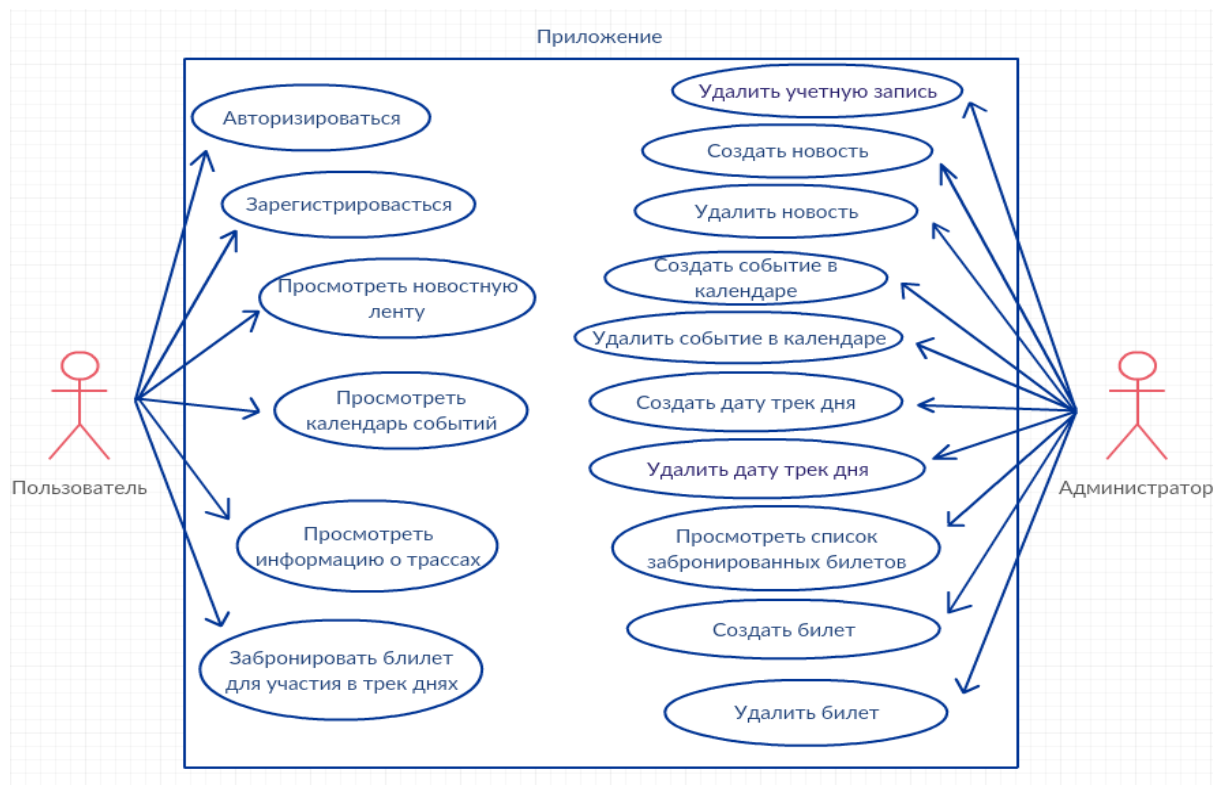 Приложение
Авторизироваться
Зарегистрировасться
Просмотреть новостную
ленту
Просмотреть
календарь событий
Просмотреть
информацию о трассах
Забронировать блилет
для участия в трек днях
Пользователь
Удалить учетную запись
Создать новость
Удалить новость
Создать событие в
календаре
Удалить событие в календаре
Создать дату трек дня
Удалить дату трек дня
Просмотреть список
забронированных билетов
Создать билет
Удалить билет
Администратор